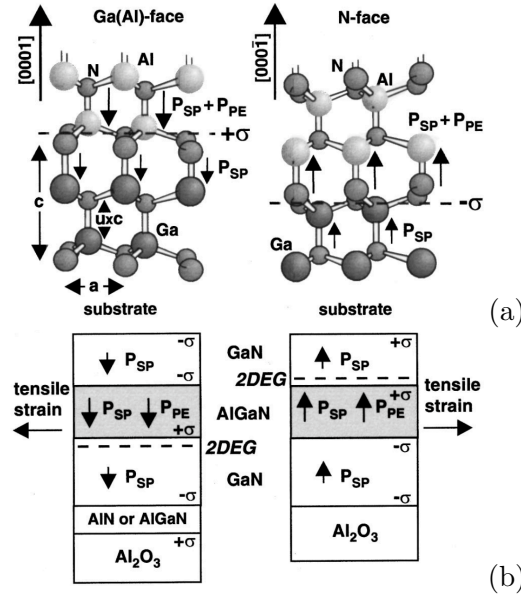 Ga(Al)-face
N-face
[0001]
N
Al
P_SP + P_PE
+σ
P_SP
c
uxc
Ga
a
substrate
[0001̄]
Al
P_SP + P_PE
-σ
P_SP
Ga
substrate
(a)
-σ
P_SP
-σ
GaN
+σ
P_SP
2DEG
tensile
strain
P_SP
P_PE
+σ
AlGaN
+σ
P_SP
P_PE
tensile
strain
2DEG
P_SP
-σ
GaN
-σ
P_SP
-σ
AlN or AlGaN
+σ
Al₂O₃
Al₂O₃
(b)